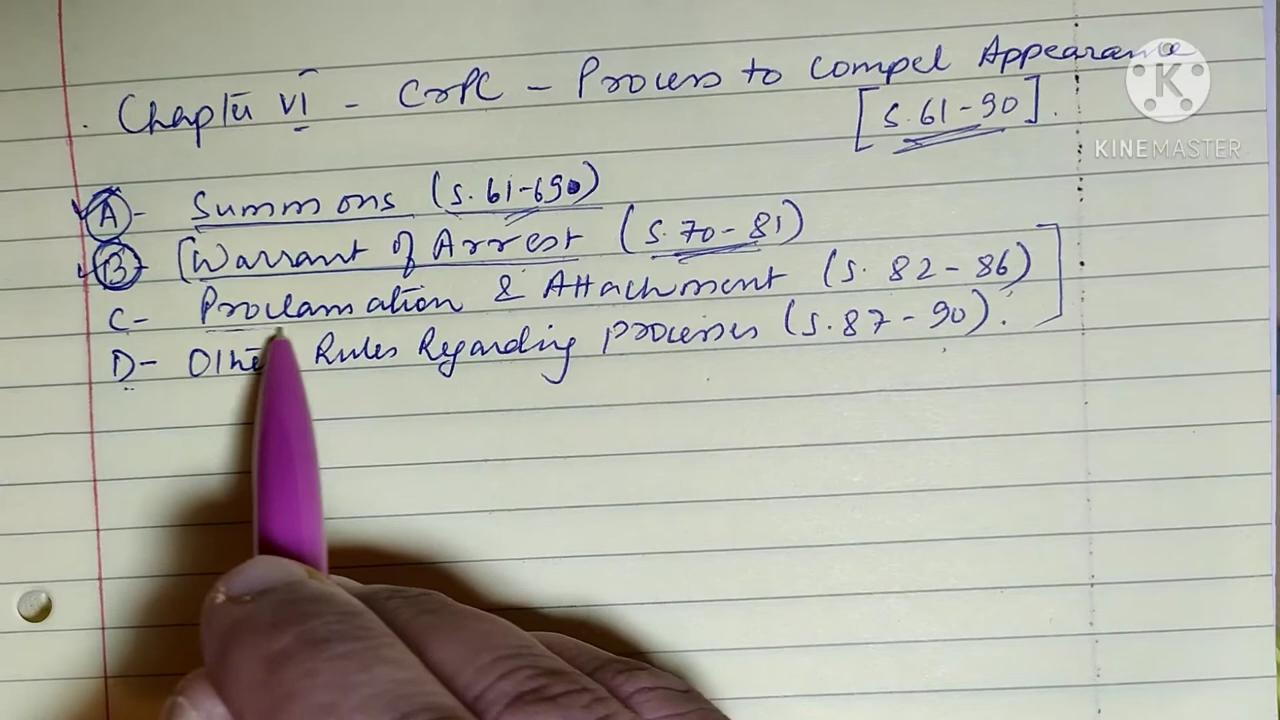 Chapter VI - CrPC - Process to Compel Appearance
[S.61-90].
K
KINEMASTER
(A)- Summons (S.61-69)
(B)- [Warrant of Arrest (S.70-81)
C- Proclamation & Attachment (S. 82-86)
D- Other Rules Regarding processes (S.87-90).